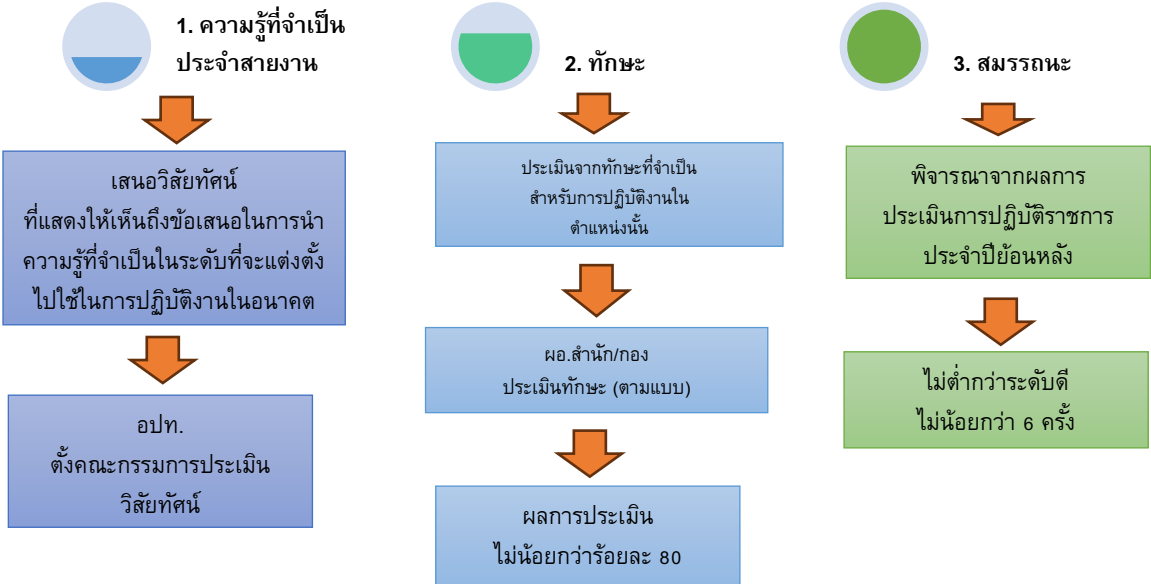 1. ความรู้ที่จำเป็น
ประจำสายงาน
เสนอวิสัยทัศน์
ที่แสดงให้เห็นถึงข้อเสนอในการนำ
ความรู้ที่จำเป็นในระดับที่จะแต่งตั้ง
ไปใช้ในการปฏิบัติงานในอนาคต
อปท.
ตั้งคณะกรรมการประเมิน
วิสัยทัศน์
2. ทักษะ
ประเมินจากทักษะที่จำเป็น
สำหรับการปฏิบัติงานใน
ตำแหน่งนั้น
ผอ.สำนัก/กอง
ประเมินทักษะ (ตามแบบ)
ผลการประเมิน
ไม่น้อยกว่าร้อยละ 80
3. สมรรถนะ
พิจารณาจากผลการ
ประเมินการปฏิบัติราชการ
ประจำปีย้อนหลัง
ไม่ต่ำกว่าระดับดี
ไม่น้อยกว่า 6 ครั้ง